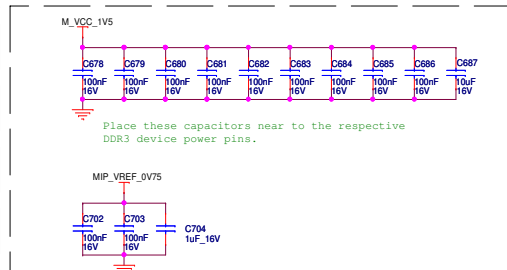 M_VCC_1V5
C678 C679 C680 C681 C682 C683 C684 C685 C686 C687
100nF 100nF 100nF 100nF 100nF 100nF 100nF 100nF 100nF 10uF
16V 16V 16V 16V 16V 16V 16V 16V 16V 16V
Place these capacitors near to the respective
DDR3 device power pins.
MIP_VREF_0V75
C702 C703 C704
100nF 100nF 1uF_16V
16V 16V